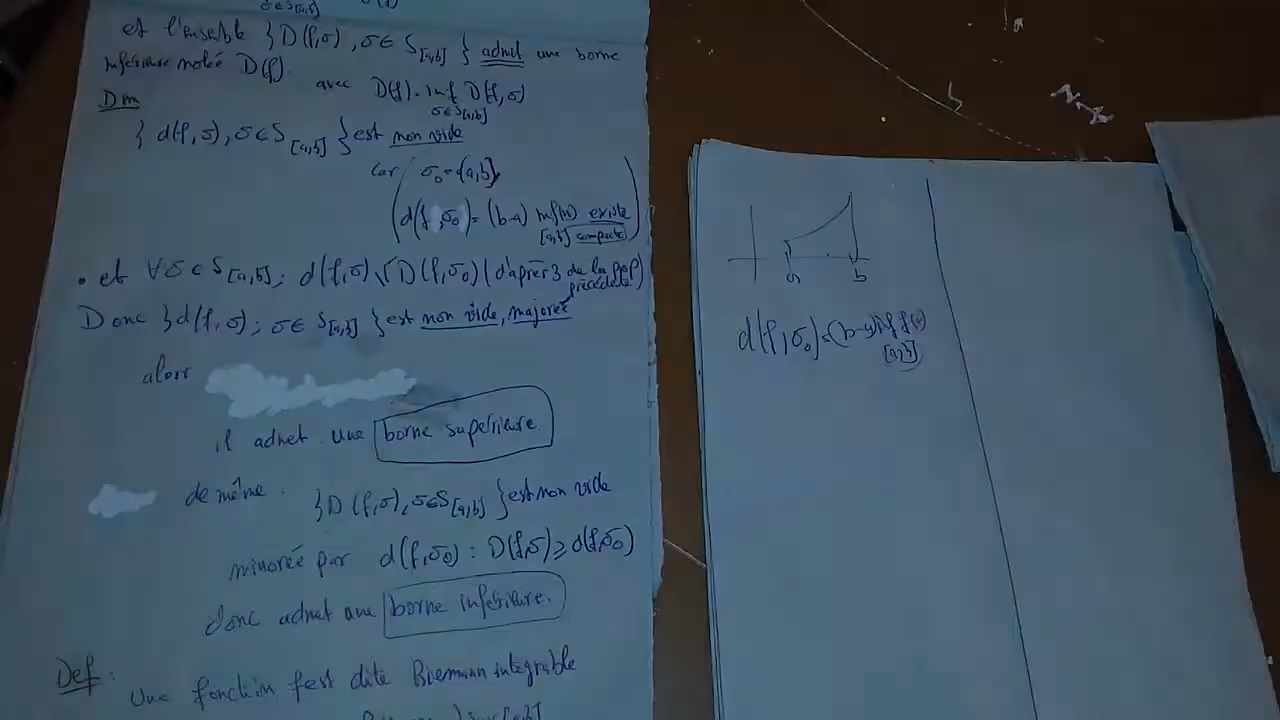 et l'ensemble {D(f,σ), σ∈ S[a,b]} admet une borne
inférieure notée D(f) avec D(f) = inf D(f,σ)
σ∈S[a,b]
Dm
{ d(f,σ), σ∈S[a,b] } est non vide
car σ₀={a,b}
(d(f,σ₀) = (b-a) inf f(x) existe)
[a,b] compacte
• et ∀σ∈S[a,b]; d(f,σ) ≤ D(f,σ₀) (d'après 3 de la prop
précédente)
Donc {d(f,σ); σ∈S[a,b]} est non vide, majorée
alors
il admet une borne supérieure.
de même : {D(f,σ), σ∈S[a,b]} est non vide
minorée par d(f,σ₀) : D(f,σ) ≥ d(f,σ₀)
donc admet une borne inférieure.
Def : Une fonction f est dite Riemann intégrable
sur [a,b]
a b
d(f,σ₀) = (b-a) inf f(x)
[a,b]